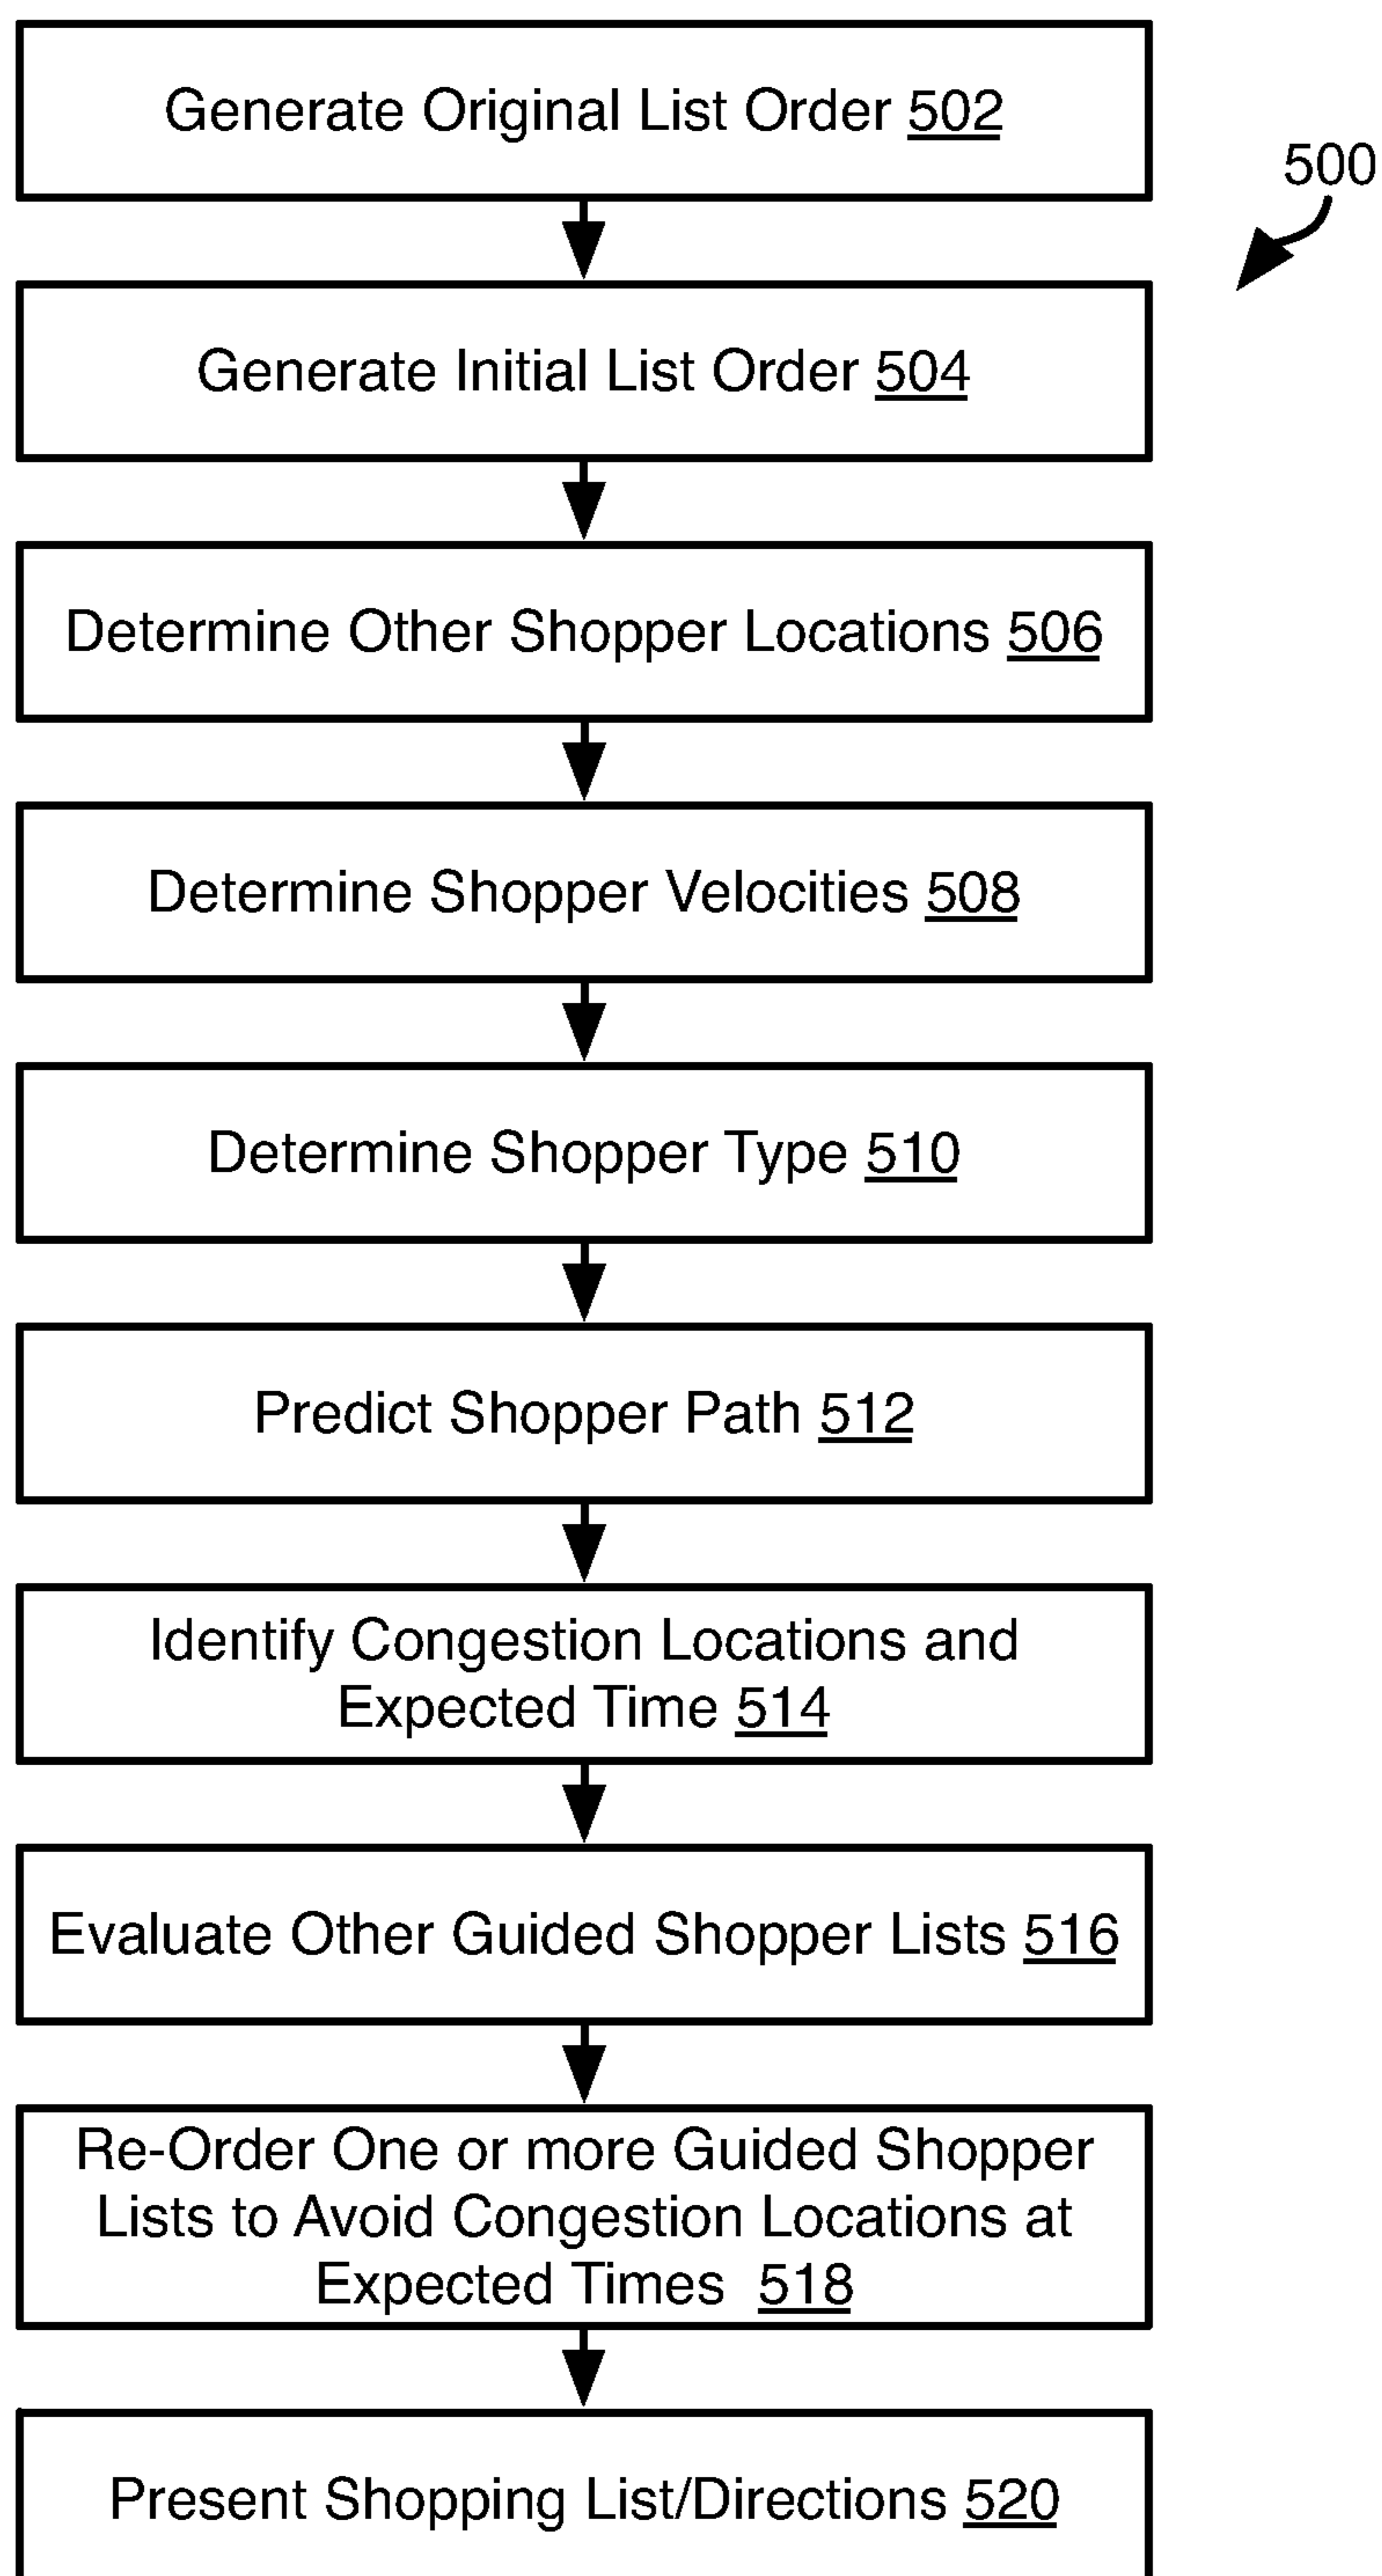 Generate Original List Order 502
500
Generate Initial List Order 504
Determine Other Shopper Locations 506
Determine Shopper Velocities 508
Determine Shopper Type 510
Predict Shopper Path 512
Identify Congestion Locations and
Expected Time 514
Evaluate Other Guided Shopper Lists 516
Re-Order One or more Guided Shopper
Lists to Avoid Congestion Locations at
Expected Times 518
Present Shopping List/Directions 520